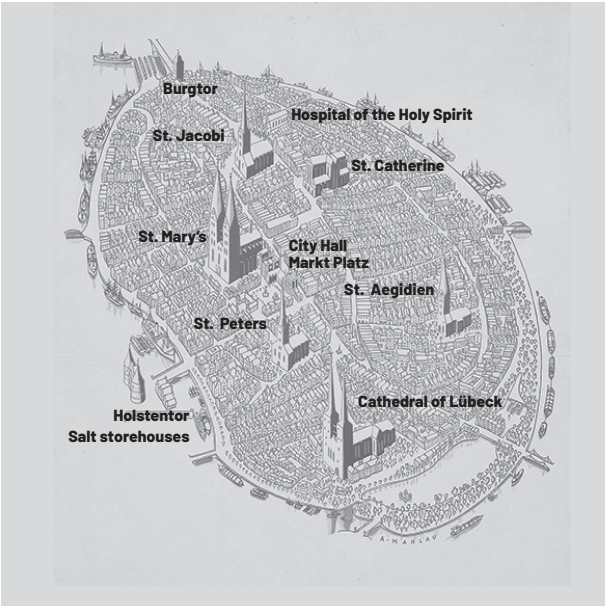 Burgtor
Hospital of the Holy Spirit
St. Jacobi
St. Catherine
St. Mary's
City Hall
Markt Platz
St. Aegidien
St. Peters
Cathedral of Lübeck
Holstentor
Salt storehouses
A·MAHLAU